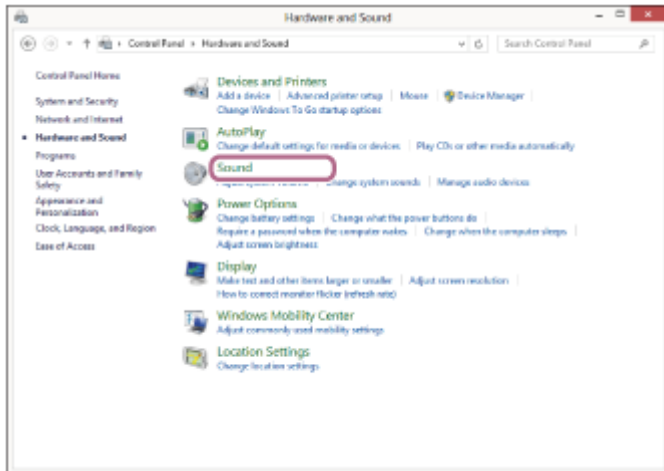 Hardware and Sound
Control Panel › Hardware and Sound
Search Control Panel
Control Panel Home
System and Security
Network and Internet
Hardware and Sound
Programs
User Accounts and Family
Safety
Appearance and
Personalization
Clock, Language, and Region
Ease of Access
Devices and Printers
Add a device | Advanced printer setup | Mouse | Device Manager
Change Windows To Go startup options
AutoPlay
Change default settings for media or devices | Play CDs or other media automatically
Sound
Change system sounds | Manage audio devices
Power Options
Change battery settings | Change what the power buttons do
Require a password when the computer wakes | Change when the computer sleeps
Adjust screen brightness
Display
Make text and other items larger or smaller | Adjust screen resolution
How to correct monitor flicker (refresh rate)
Windows Mobility Center
Adjust commonly used mobility settings
Location Settings
Change location settings